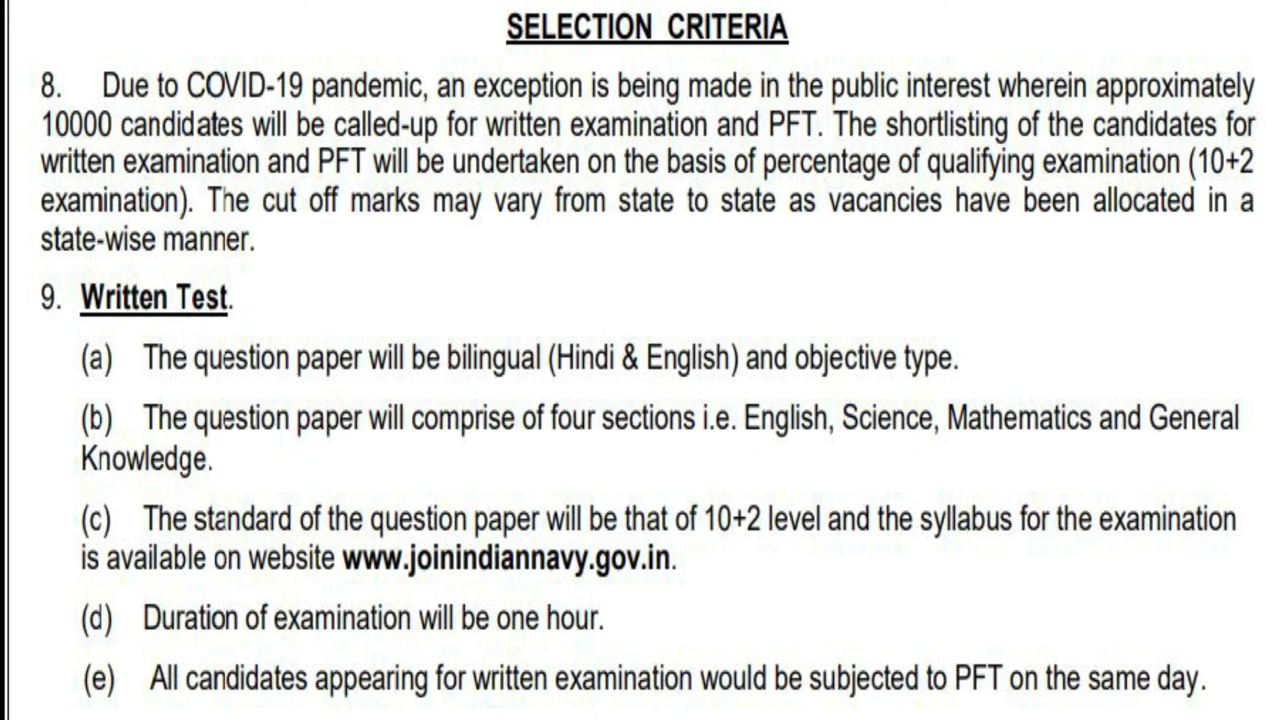 SELECTION CRITERIA
8. Due to COVID-19 pandemic, an exception is being made in the public interest wherein approximately
10000 candidates will be called-up for written examination and PFT. The shortlisting of the candidates for
written examination and PFT will be undertaken on the basis of percentage of qualifying examination (10+2
examination). The cut off marks may vary from state to state as vacancies have been allocated in a
state-wise manner.
9. Written Test.
(a) The question paper will be bilingual (Hindi & English) and objective type.
(b) The question paper will comprise of four sections i.e. English, Science, Mathematics and General
Knowledge.
(c) The standard of the question paper will be that of 10+2 level and the syllabus for the examination
is available on website www.joinindiannavy.gov.in.
(d) Duration of examination will be one hour.
(e) All candidates appearing for written examination would be subjected to PFT on the same day.